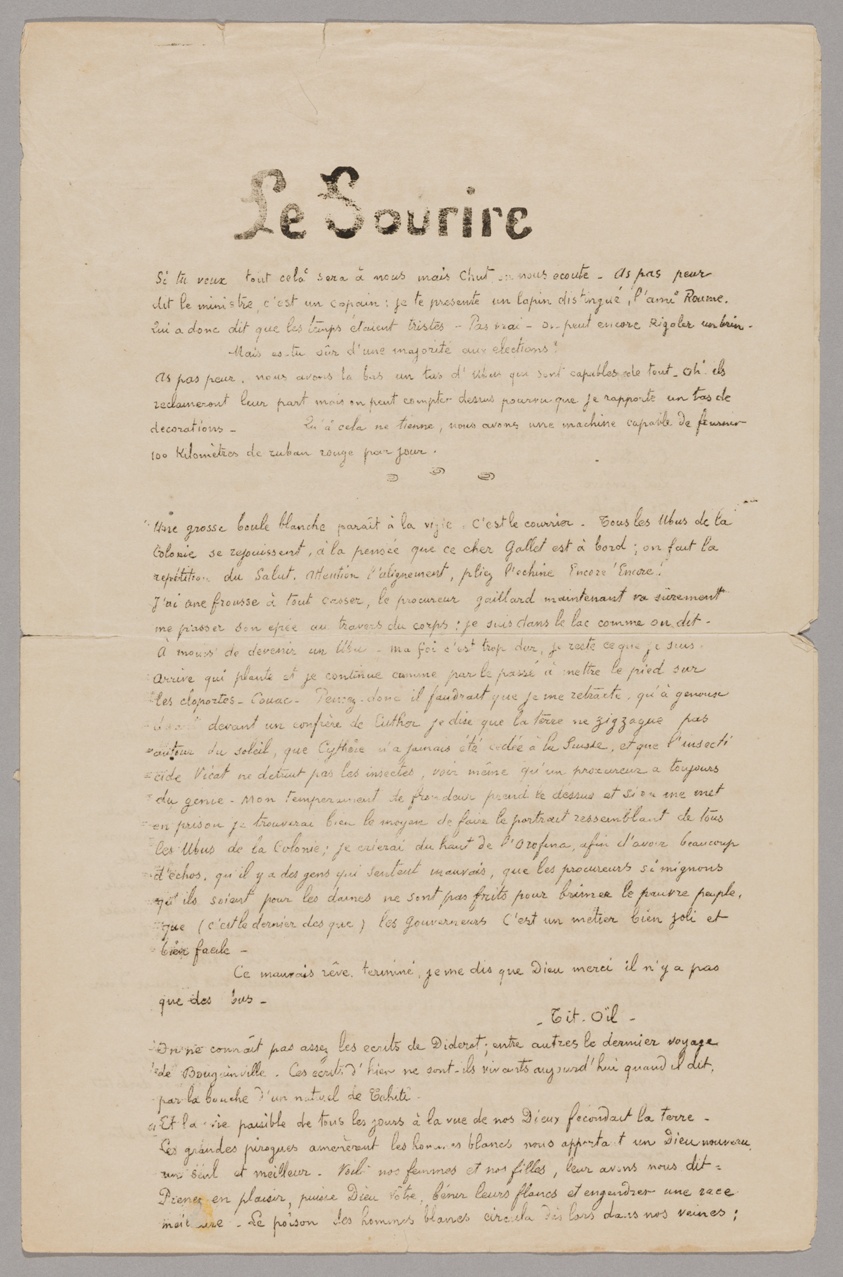 Le Sourire
Si tu veux tout celà sera à nous mais Chut on nous ecoute - As pas peur
dit le ministre, c'est un copain : je te presente un lapin distingué, l'ami Roume.
Qui a donc dit que les temps étaient tristes - Pas vrai - on peut encore Rigoler un brin -
- Mais es-tu sûr d'une majorité aux elections !
As pas peur, nous avons là bas un tas d'Ubus qui sont capables de tout - Oh! ils
reclameront leur part mais on peut compter dessus pourvu que je rapporte un tas de
decorations - Qu'à cela ne tienne, nous avons une machine capable de
100 Kilomètres de ruban rouge par jour.
Une grosse boule blanche paraît à la vigie. C'est le courrier. Tous les Ubus de la
Colonie se rejouissent, à la pensée que ce cher Gallet est à bord ; on fait la
répétition du Salut. Attention l'alignement, pliez l'echine Encore ! Encore !
J'ai une frousse à tout casser, le procureur gaillard maintenant va sûrement
me passer son epée au travers du corps : je suis dans le lac comme on dit -
A moins de devenir un Ubu - ma foi c'est trop dur, je reste ce que je suis.
Arrive qui plante et je continue comme par le passé à mettre le pied sur
les cloportes - Couac - Pensez-donc il faudrait que je me retracte, qu'à genoux
devant un confrère de Luther je dise que la terre ne zigzague pas
autour du soleil, que Cythère n'a jamais été cedée à la Suisse, et que l'insecti
cide Vicat ne détruit pas les insectes, voir même qu'un procureur a toujours
du genie - Mon temperament de frondeur prend le dessus et si on me met
en prison je trouverai bien le moyen de faire le portrait ressemblant de tous
les Ubus de la Colonie ; je crierai du haut de l'Orofina, afin d'avoir beaucoup
d'échos, qu'il y a des gens qui sentent mauvais, que les procureurs si mignons
qu'ils soient pour les dames ne sont pas faits pour brimer le pauvre peuple,
que (c'est le dernier des que) les Gouverneurs C'est un métier bien joli et
bien facile -
Ce mauvais rêve, terminé, je me dis que Dieu merci il n'y a pas
que des Ubus -
- Tit. Oïl -
On ne connaît pas assez les ecrits de Diderot ; entre autres le dernier voyage
de Bougainville. Ces ecrits d'hier ne sont-ils vivants aujourd'hui quand il dit,
par la bouche d'un naturel de Tahiti.
Et la rire paisible de tous les jours à la vue de nos Dieux fecondait la terre -
Les grandes pirogues amenèrent les hommes blancs nous apportant un Dieu nouveau,
un seul et meilleur - Voilà nos femmes et nos filles, leur avons nous dit =
Prenez en plaisir, puisse Dieu vôtre, bénir leurs flancs et engendrer une race
meilleure - Le poison des hommes blancs circula dès lors dans nos veines ;